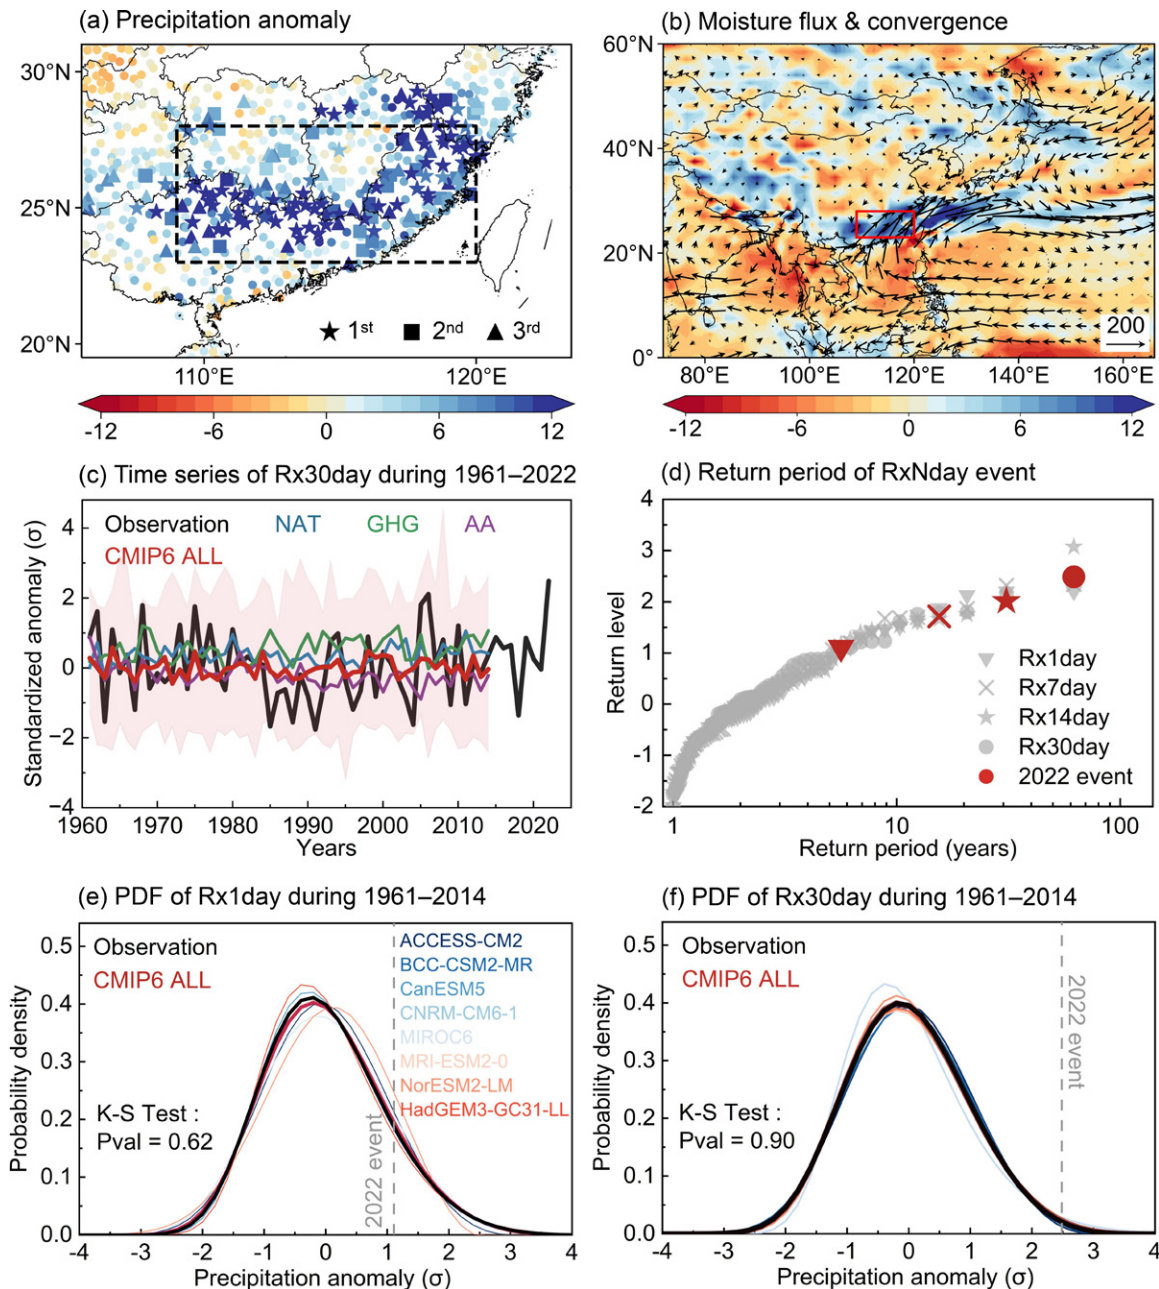 (a) Precipitation anomaly
30°N
25°N
20°N
110°E
120°E
1st
2nd
3rd
-12 -6 0 6 12
(b) Moisture flux & convergence
60°N
40°N
20°N
0°
80°E 100°E 120°E 140°E 160°E
200
-12 -6 0 6 12
(c) Time series of Rx30day during 1961–2022
Standardized anomaly (σ)
4
2
0
−2
−4
Observation NAT GHG AA
CMIP6 ALL
1960 1970 1980 1990 2000 2010 2020
Years
(d) Return period of RxNday event
Return level
4
3
2
1
0
-1
-2
Rx1day
Rx7day
Rx14day
Rx30day
2022 event
1 10 100
Return period (years)
(e) PDF of Rx1day during 1961–2014
Probability density
0.5
0.4
0.3
0.2
0.1
0.0
Observation
CMIP6 ALL
ACCESS-CM2
BCC-CSM2-MR
CanESM5
CNRM-CM6-1
MIROC6
MRI-ESM2-0
NorESM2-LM
HadGEM3-GC31-LL
K-S Test :
Pval = 0.62
2022 event
-4 -3 -2 -1 0 1 2 3 4
Precipitation anomaly (σ)
(f) PDF of Rx30day during 1961–2014
Probability density
0.5
0.4
0.3
0.2
0.1
0.0
Observation
CMIP6 ALL
K-S Test :
Pval = 0.90
2022 event
-4 -3 -2 -1 0 1 2 3 4
Precipitation anomaly (σ)